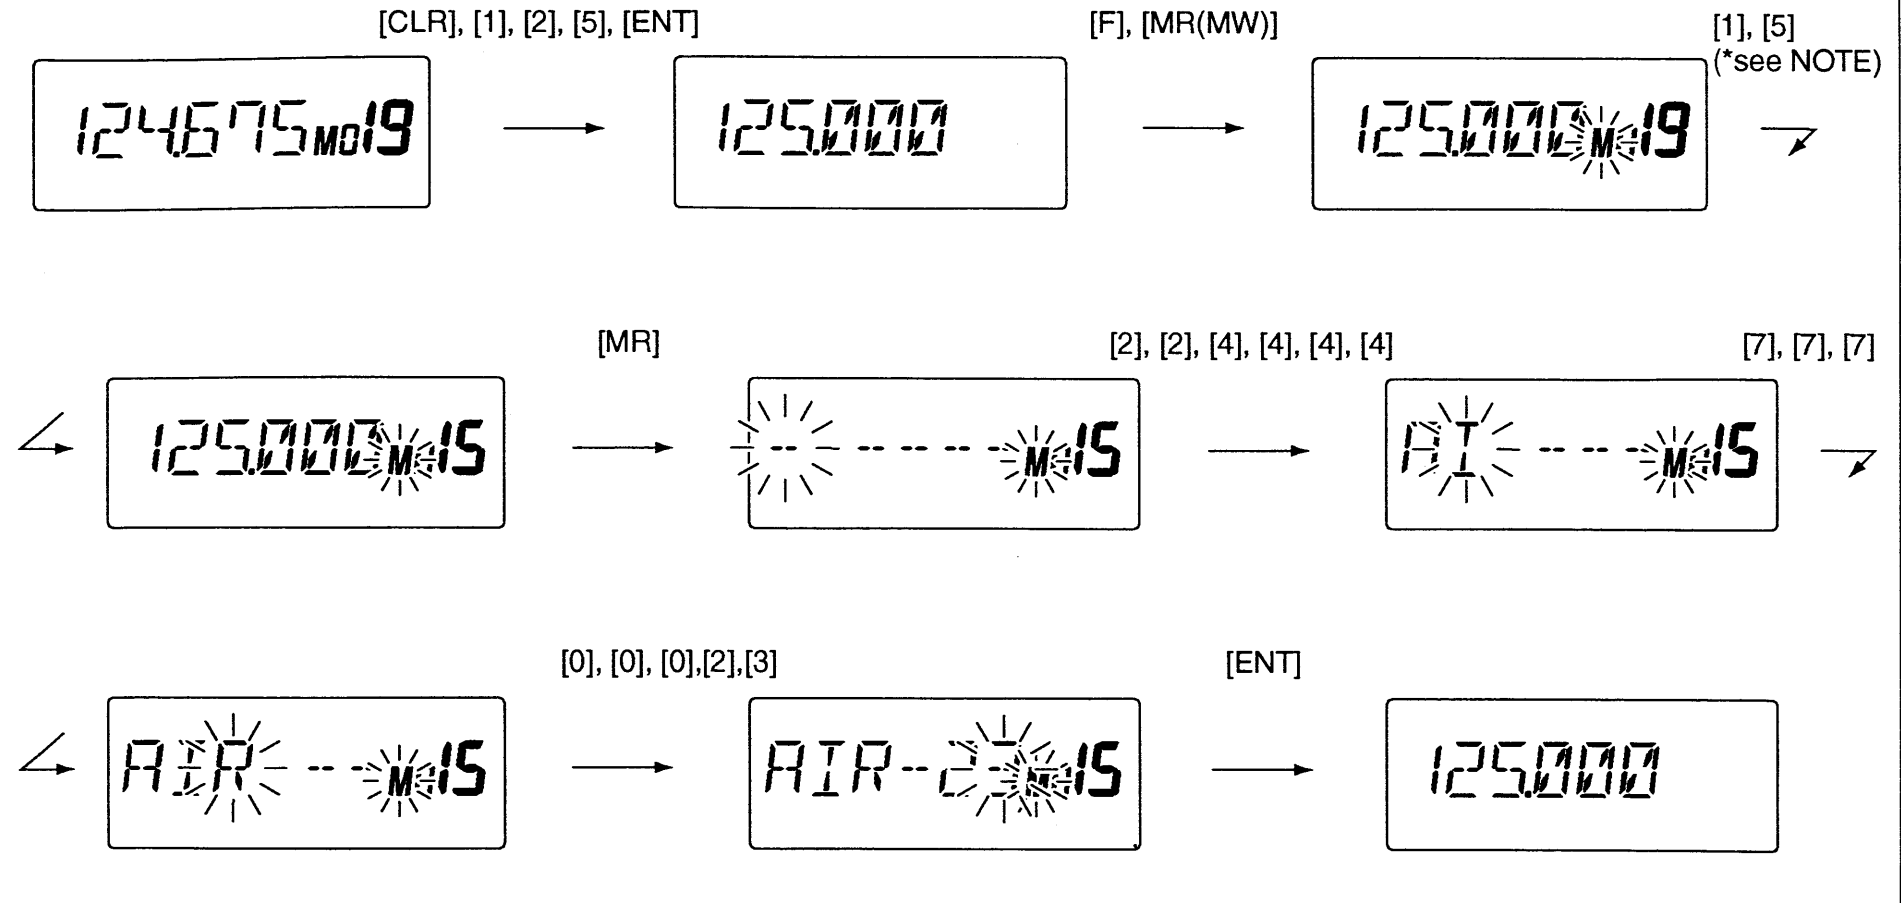 [CLR], [1], [2], [5], [ENT]
[F], [MR(MW)]
[1], [5]
(*see NOTE)
124.675 M0 19
125.000
125.000 M 19
[MR]
[2], [2], [4], [4], [4], [4]
[7], [7], [7]
125.000 M 15
-- -- -- -- - M 15
AI -- -- - M 15
[0], [0], [0],[2],[3]
[ENT]
AIR -- - M 15
AIR-23 M 15
125.000